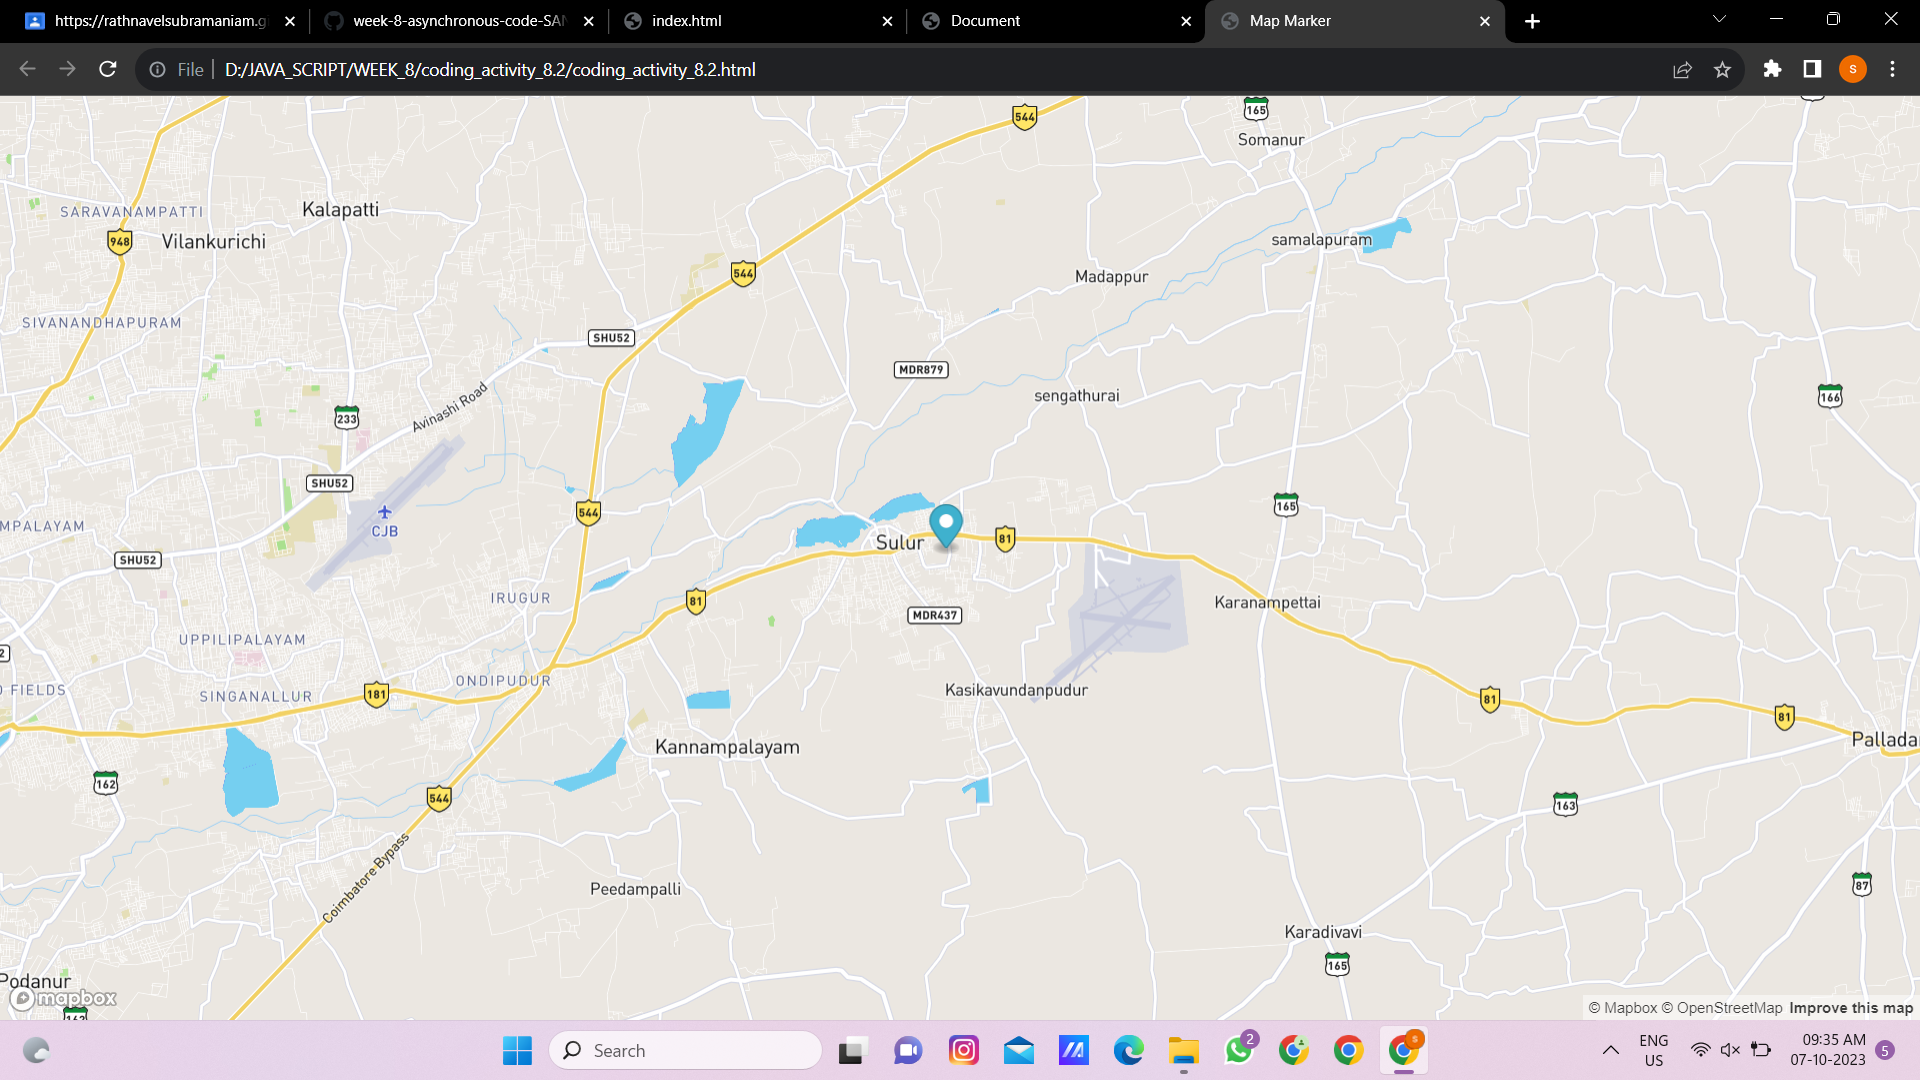 https://rathnavelsubramaniam.g
week-8-asynchronous-code-SAN
index.html
Document
Map Marker
File
D:/JAVA_SCRIPT/WEEK_8/coding_activity_8.2/coding_activity_8.2.html
s
544
165
Somanur
SARAVANAMPATTI
Kalapatti
948
Vilankurichi
samalapuram
544
Madappur
SIVANANDHAPURAM
SHU52
MDR879
Avinashi Road
sengathurai
166
233
SHU52
544
165
CJB
MPALAYAM
81
Sulur
SHU52
IRUGUR
81
Karanampettai
MDR437
UPPILIPALAYAM
2
ONDIPUDUR
D FIELDS
SINGANALLUR
181
Kasikavundanpudur
81
81
Kannampalayam
Pallada
162
544
163
Coimbatore Bypass
Peedampalli
87
Karadivavi
165
Podanur
mapbox
162
© Mapbox © OpenStreetMap Improve this map
Search
2
s
ENG
US
09:35 AM
07-10-2023
5